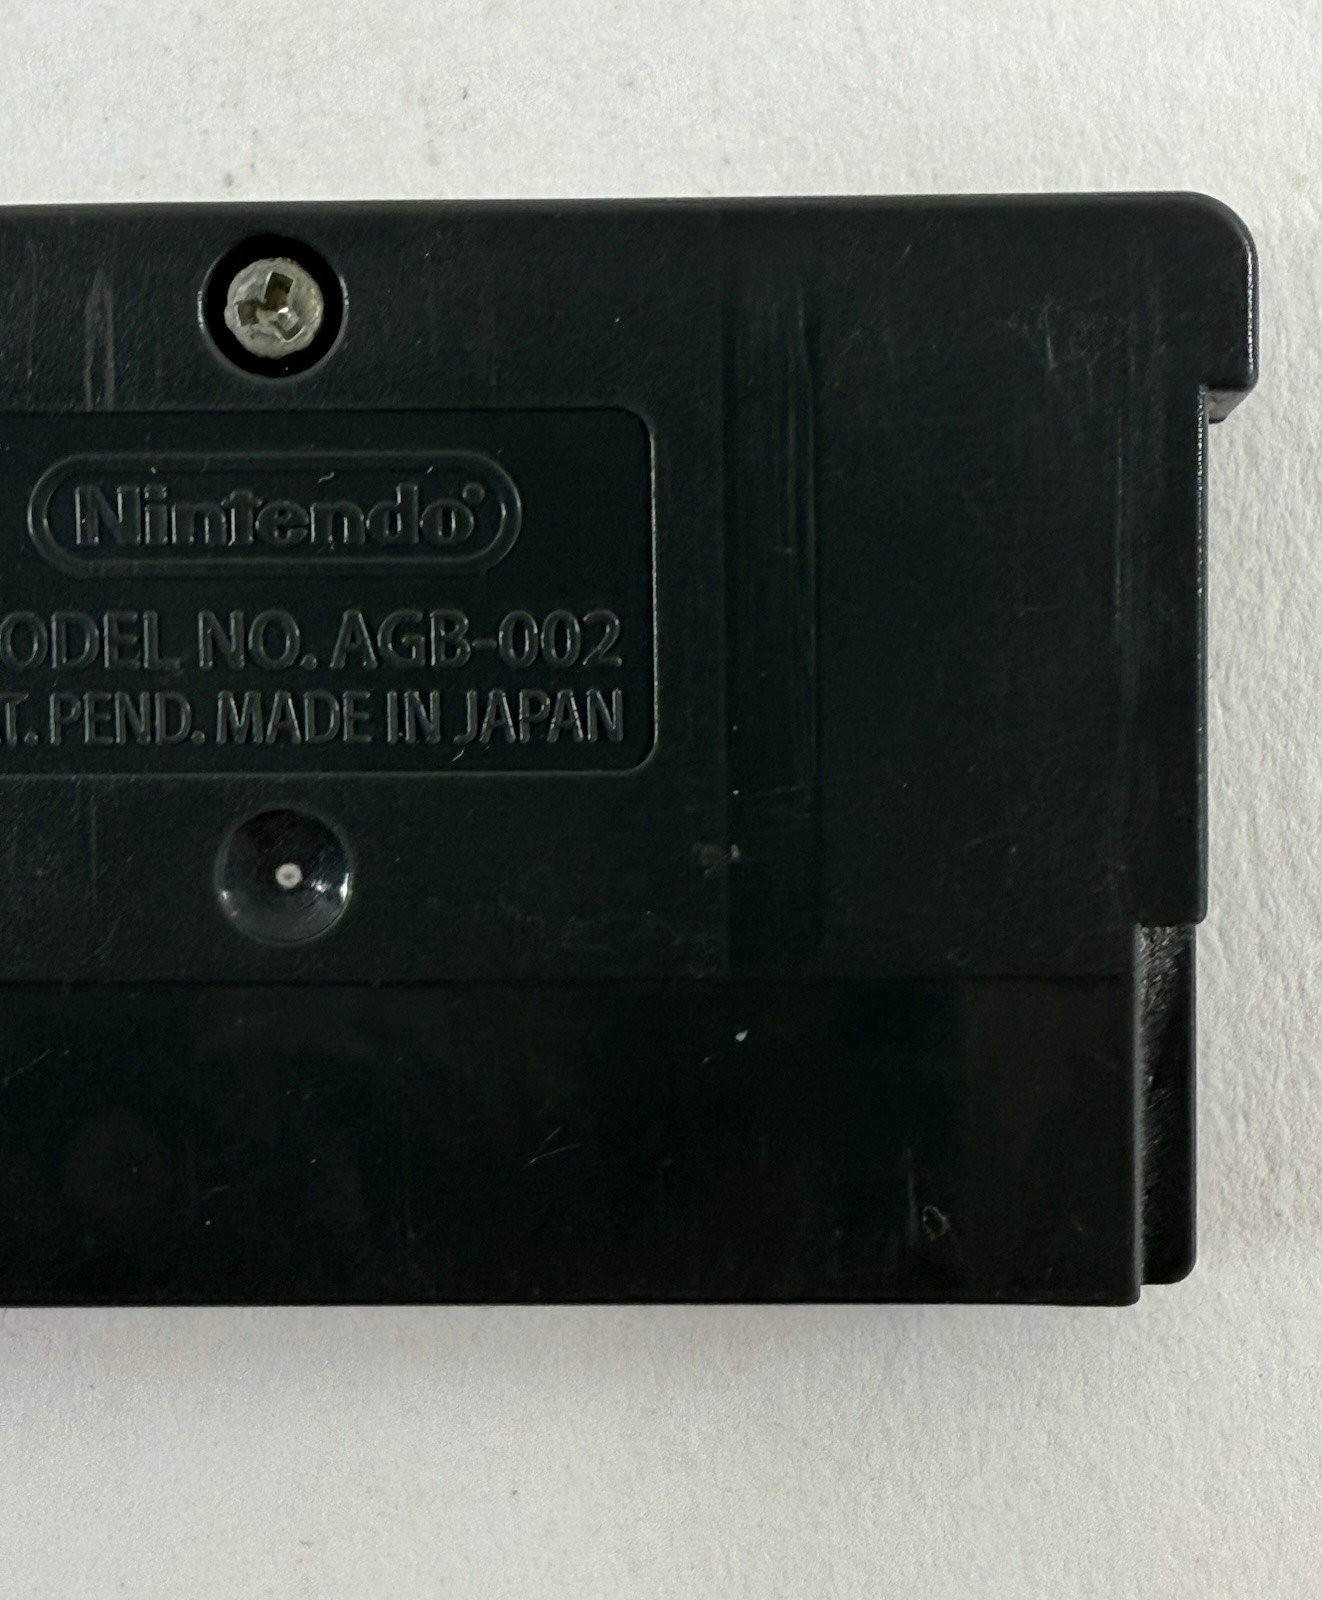 Nintendo
ODEL NO. AGB-002
T. PEND. MADE IN JAPAN